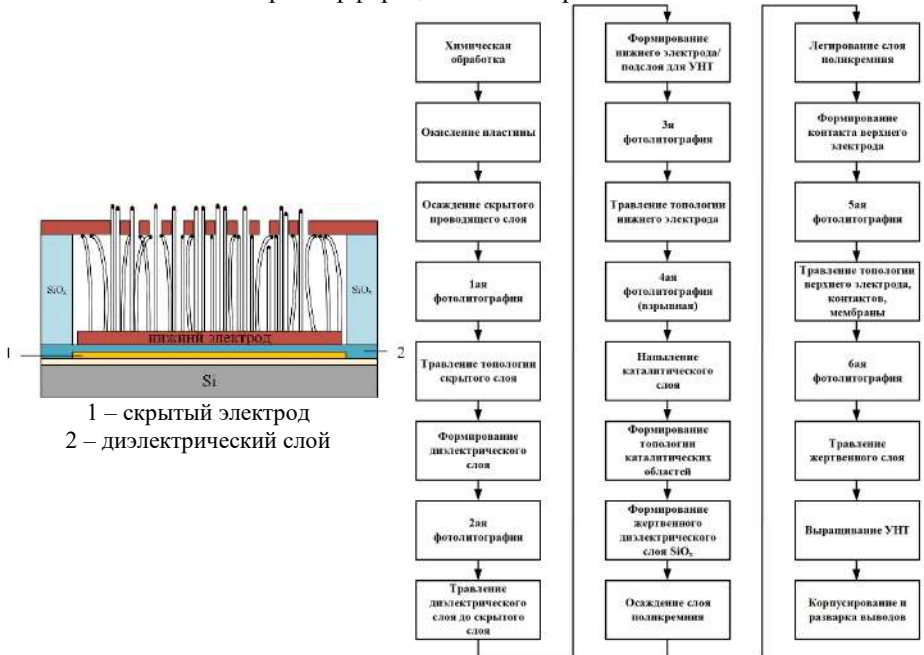 SiOx
SiOx
нижний электрод
1
2
Si
1 – скрытый электрод
2 – диэлектрический слой
Химическая
обработка
Окисление пластины
Осаждение скрытого
проводящего слоя
1ая
фотолитография
Травление топологии
скрытого слоя
Формирование
диэлектрического
слоя
2ая
фотолитография
Травление
диэлектрического
слоя до скрытого
слоя
Формирование
нижнего электрода/
подслоя для УНТ
3я
фотолитография
Травление топологии
нижнего электрода
4ая
фотолитография
(взрывная)
Напыление
каталитического
слоя
Формирование
топологии
каталитических
областей
Формирование
жертвенного
диэлектрического
слоя SiOx
Осаждение слоя
поликремния
Легирование слоя
поликремния
Формирование
контакта верхнего
электрода
5ая
фотолитография
Травление топологии
верхнего электрода,
контактов,
мембраны
6ая
фотолитография
Травление
жертвенного слоя
Выращивание УНТ
Корпусирование и
разварка выводов